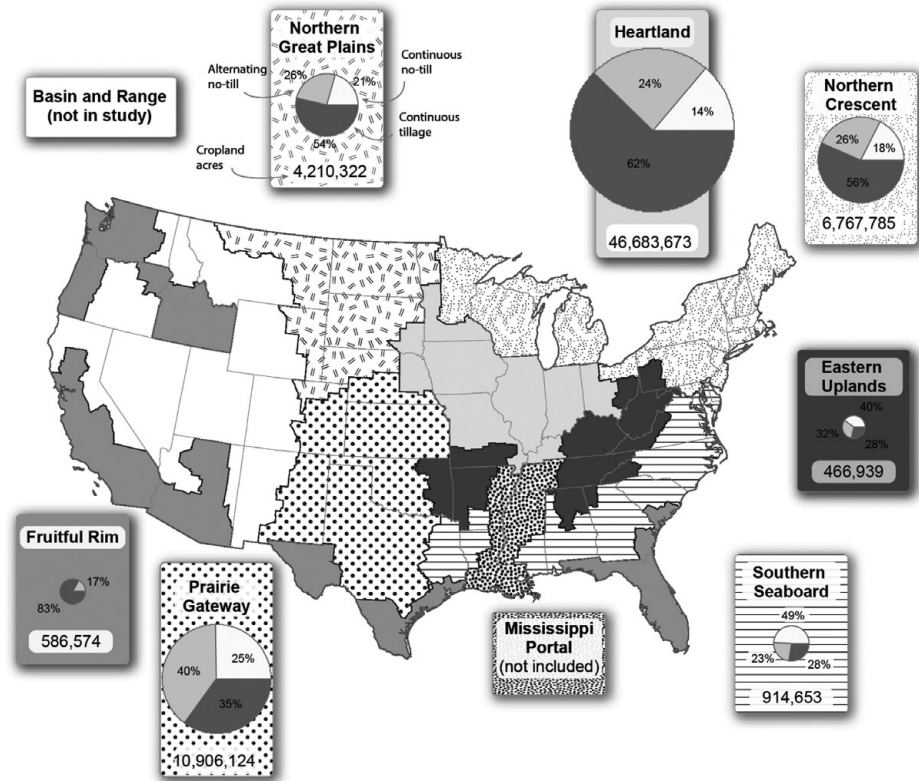 Northern
Great Plains
Alternating
no-till
26%
21%
Continuous
no-till
Continuous
tillage
54%
Cropland
acres
4,210,322
Basin and Range
(not in study)
Heartland
24%
14%
62%
46,683,673
Northern
Crescent
26%
18%
56%
6,767,785
Eastern
Uplands
40%
32%
28%
466,939
Fruitful Rim
17%
83%
586,574
Prairie
Gateway
40%
25%
35%
10,906,124
Mississippi
Portal
(not included)
Southern
Seaboard
49%
23%
28%
914,653